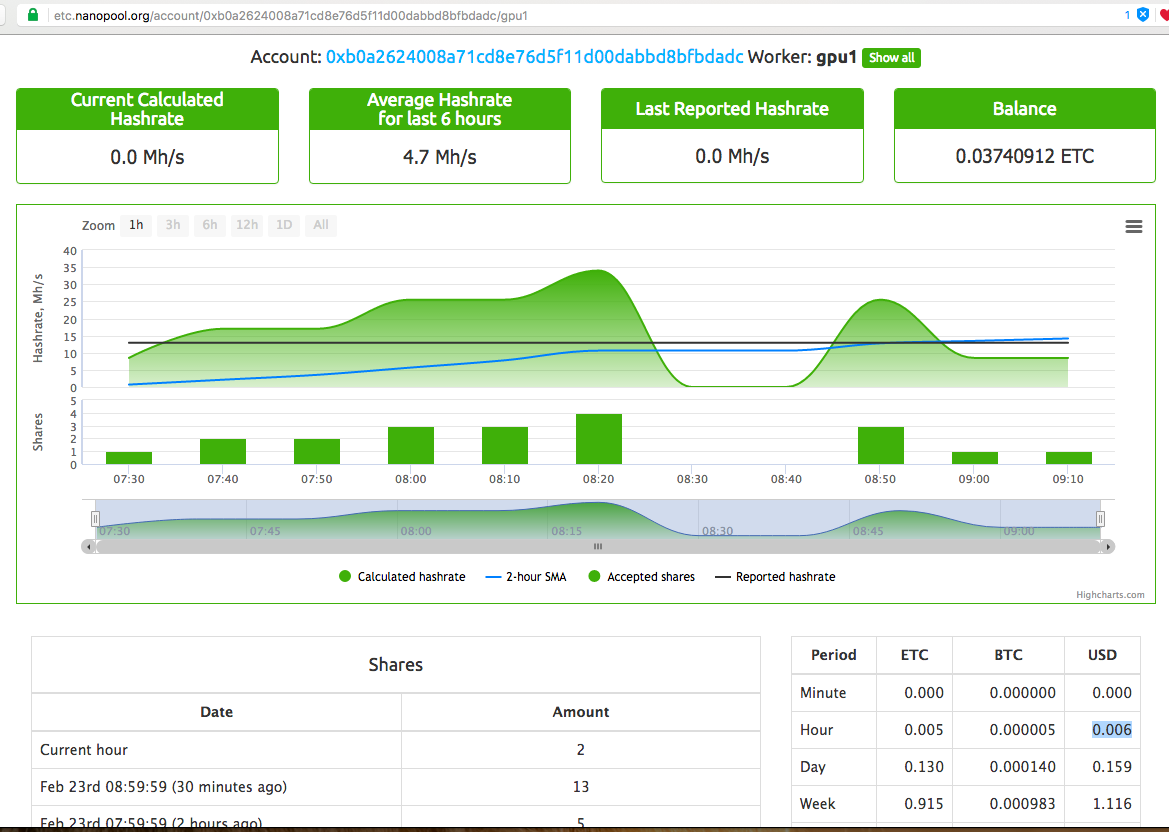 etc.nanopool.org/account/0xb0a2624008a71cd8e76d5f11d00dabbd8bfbdadc/gpu1
1
Account: 0xb0a2624008a71cd8e76d5f11d00dabbd8bfbdadc Worker: gpu1 Show all
Current Calculated
Hashrate
0.0 Mh/s
Average Hashrate
for last 6 hours
4.7 Mh/s
Last Reported Hashrate
0.0 Mh/s
Balance
0.03740912 ETC
Zoom 1h 3h 6h 12h 1D All
Hashrate, Mh/s
40
35
30
25
20
15
10
5
0
Shares
5
4
3
2
1
0
07:30 07:40 07:50 08:00 08:10 08:20 08:30 08:40 08:50 09:00 09:10
07:30 07:45 08:00 08:15 08:30 08:45 09:00
Calculated hashrate 2-hour SMA Accepted shares Reported hashrate
Highcharts.com
Shares
Date Amount
Current hour 2
Feb 23rd 08:59:59 (30 minutes ago) 13
Feb 23rd 07:59:59 (2 hours ago) 5
Period ETC BTC USD
Minute 0.000 0.000000 0.000
Hour 0.005 0.000005 0.006
Day 0.130 0.000140 0.159
Week 0.915 0.000983 1.116